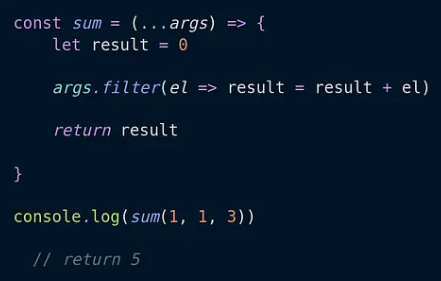 const sum = (...args) => {
let result = 0
args.filter(el => result = result + el)
return result
}
console.log(sum(1, 1, 3))
// return 5